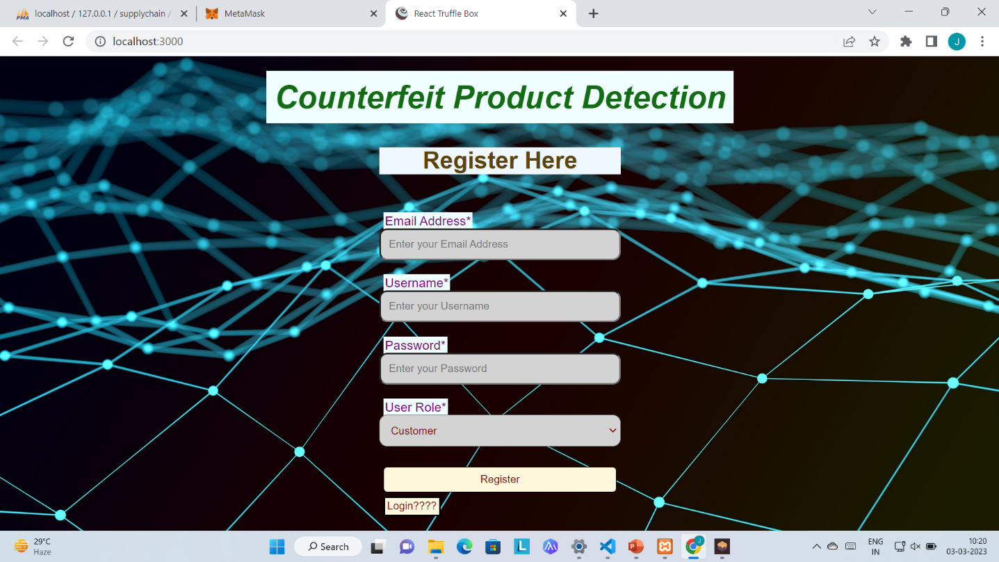 localhost / 127.0.0.1 / supplychain /
MetaMask
React Truffle Box
localhost:3000
J
Counterfeit Product Detection
Register Here
Email Address*
Enter your Email Address
Username*
Enter your Username
Password*
Enter your Password
User Role*
Customer
Register
Login????
29°C
Haze
Search
ENG
IN
10:20
03-03-2023